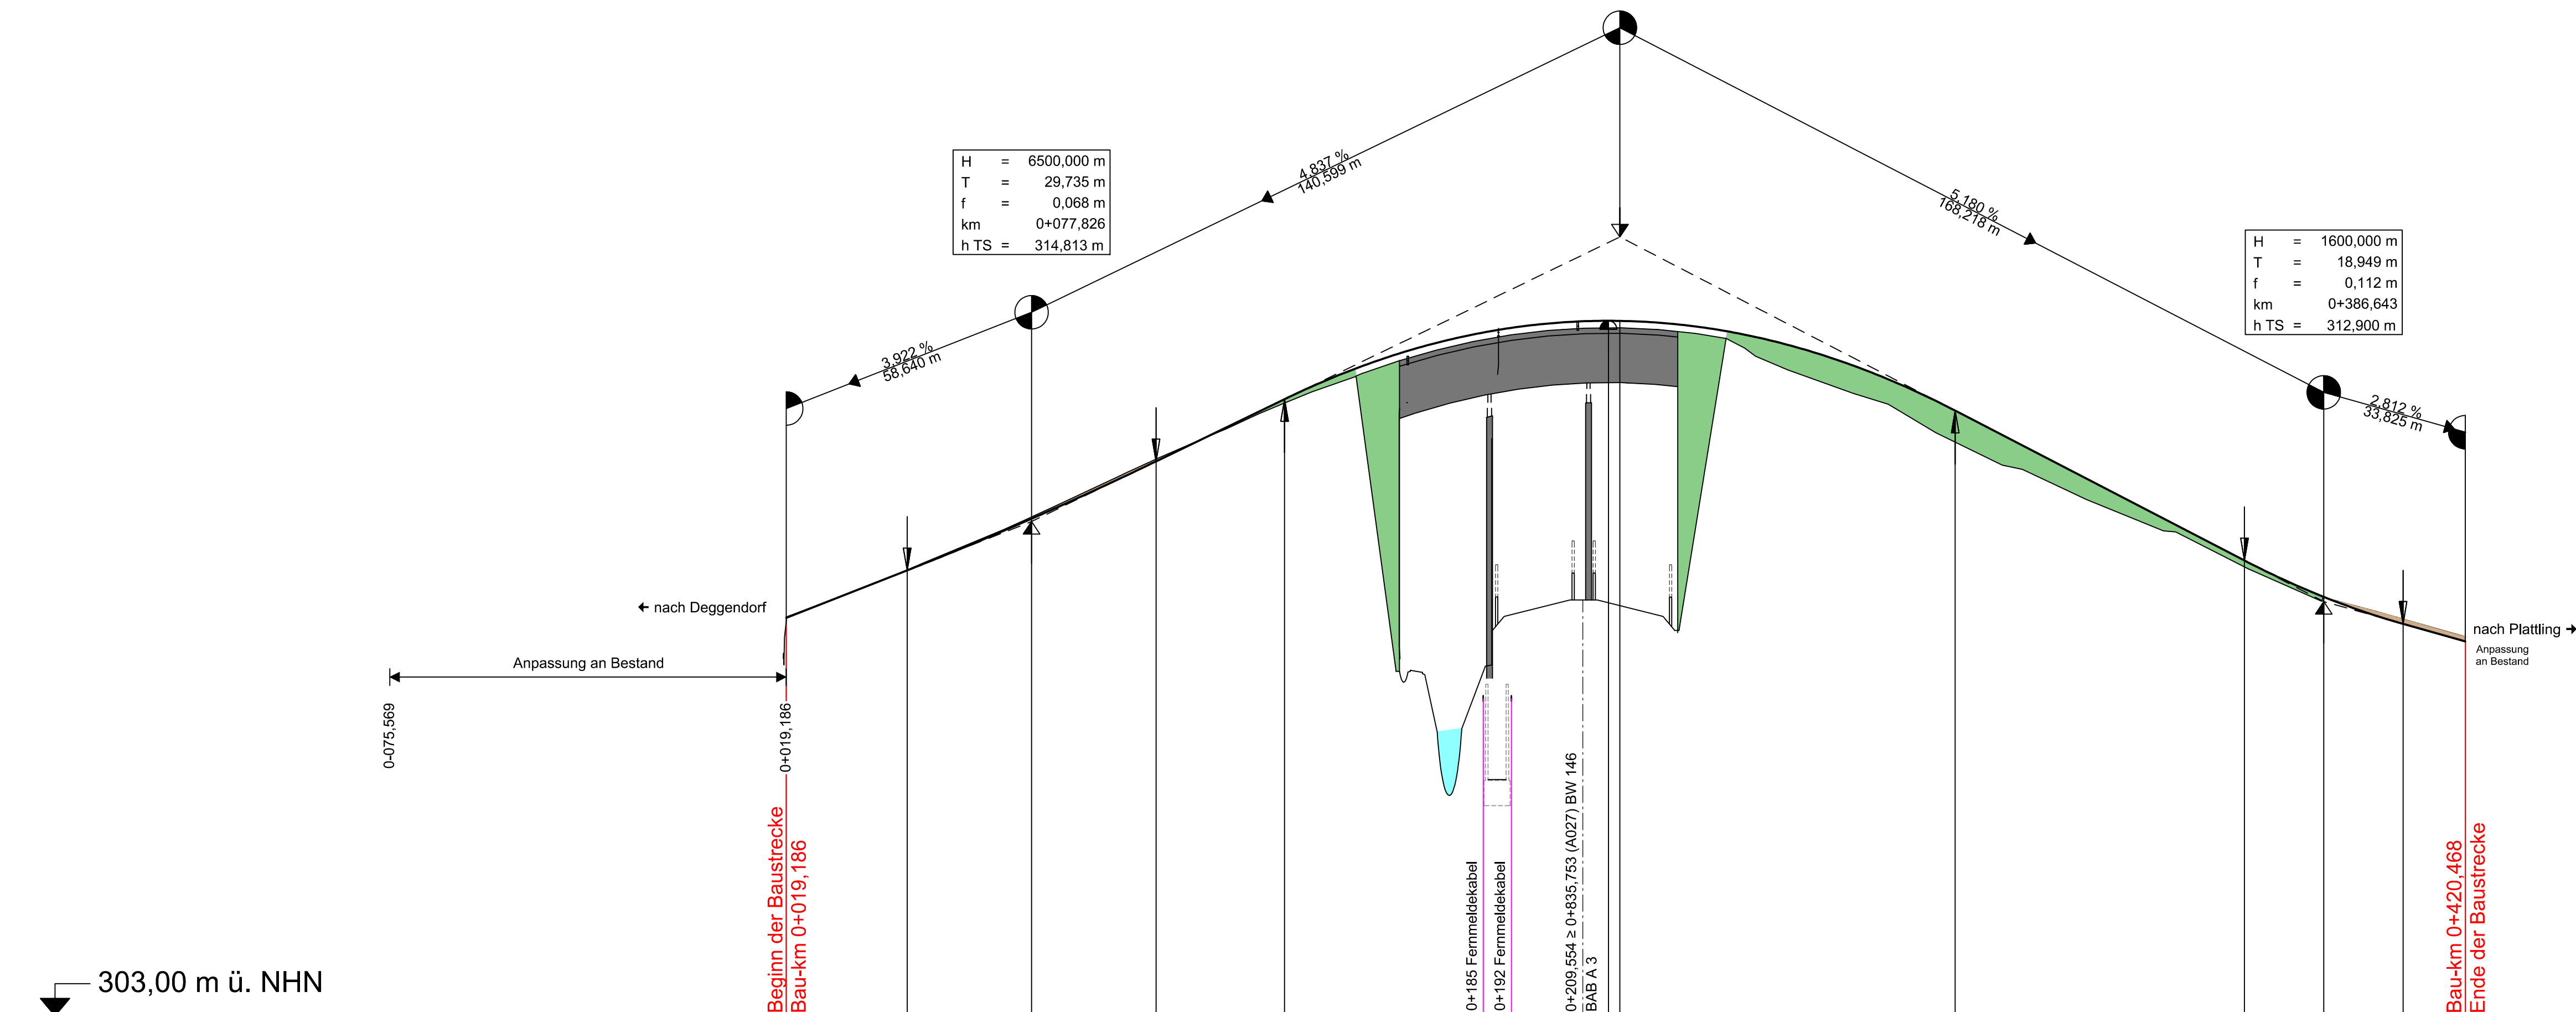 4,837 %
140,599 m
H = 6500,000 m
T = 29,735 m
f = 0,068 m
km 0+077,826
h TS = 314,813 m
5,180 %
168,218 m
H = 1600,000 m
T = 18,949 m
f = 0,112 m
km 0+386,643
h TS = 312,900 m
3,922 %
58,640 m
2,812 %
33,825 m
nach Deggendorf
nach Plattling
Anpassung
an Bestand
Anpassung an Bestand
0-075,569
0+019,186
Beginn der Baustrecke
Bau-km 0+019,186
0+185 Fernmeldekabel
0+192 Fernmeldekabel
0+209,554 ≥ 0+835,753 (A027) BW 146
BAB A 3
Bau-km 0+420,468
Ende der Baustrecke
303,00 m ü. NHN